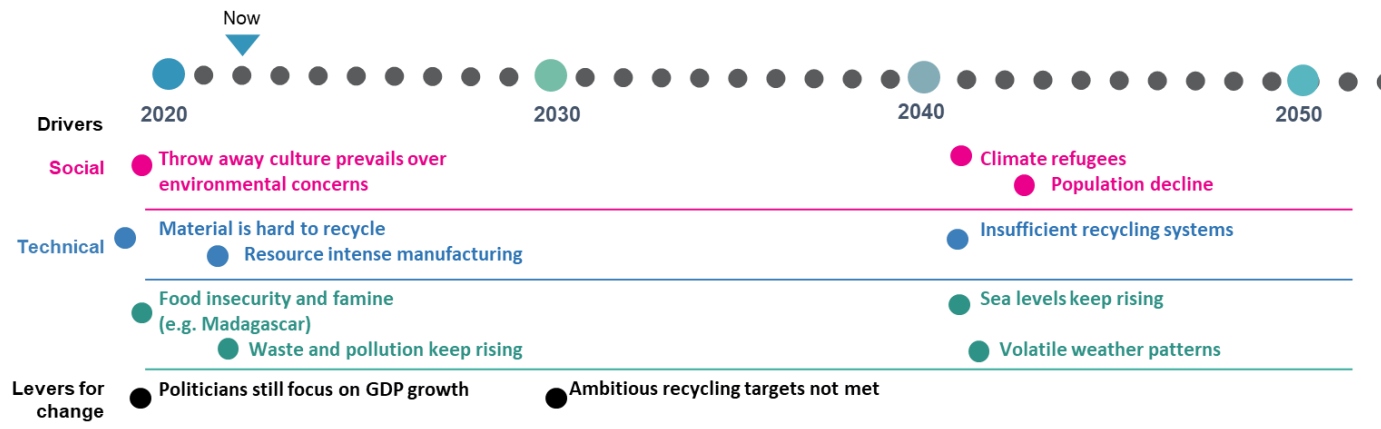 Now
2020 2030 2040 2050
Drivers
Social
Throw away culture prevails over
environmental concerns
Climate refugees
Population decline
Technical
Material is hard to recycle
Resource intense manufacturing
Insufficient recycling systems
Food insecurity and famine
(e.g. Madagascar)
Waste and pollution keep rising
Sea levels keep rising
Volatile weather patterns
Levers for
change
Politicians still focus on GDP growth
Ambitious recycling targets not met